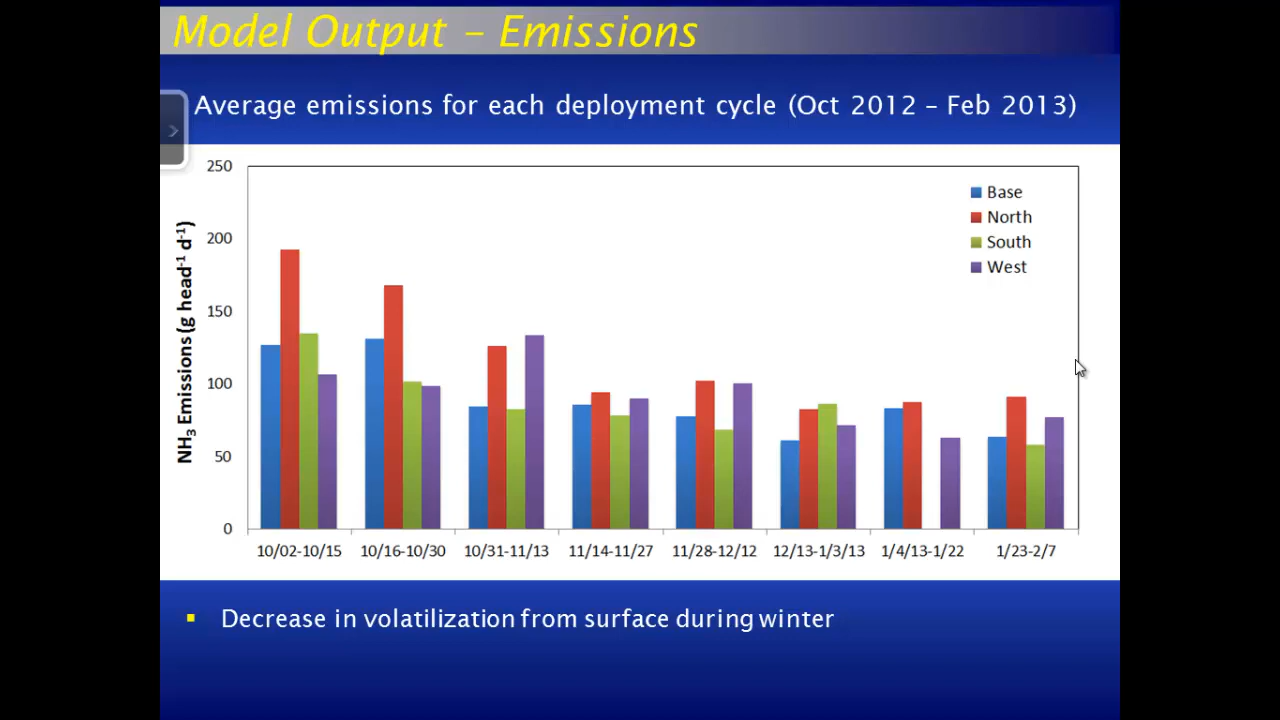 Model Output – Emissions
Average emissions for each deployment cycle (Oct 2012 – Feb 2013)
250
200
150
100
50
0
NH₃ Emissions (g head⁻¹ d⁻¹)
Base
North
South
West
10/02-10/15 10/16-10/30 10/31-11/13 11/14-11/27 11/28-12/12 12/13-1/3/13 1/4/13-1/22 1/23-2/7
Decrease in volatilization from surface during winter